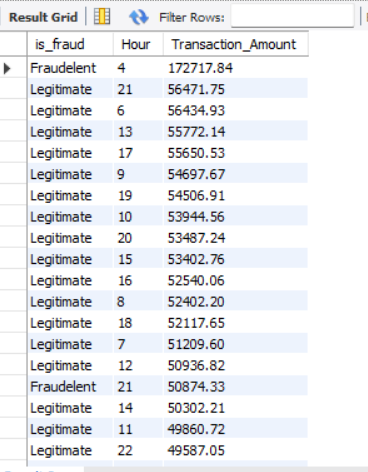 Result Grid Filter Rows:
is_fraud Hour Transaction_Amount
Fraudelent 4 172717.84
Legitimate 21 56471.75
Legitimate 6 56434.93
Legitimate 13 55772.14
Legitimate 17 55650.53
Legitimate 9 54697.67
Legitimate 19 54506.91
Legitimate 10 53944.56
Legitimate 20 53487.24
Legitimate 15 53402.76
Legitimate 16 52540.06
Legitimate 8 52402.20
Legitimate 18 52117.65
Legitimate 7 51209.60
Legitimate 12 50936.82
Fraudelent 21 50874.33
Legitimate 14 50302.21
Legitimate 11 49860.72
Legitimate 22 49587.05